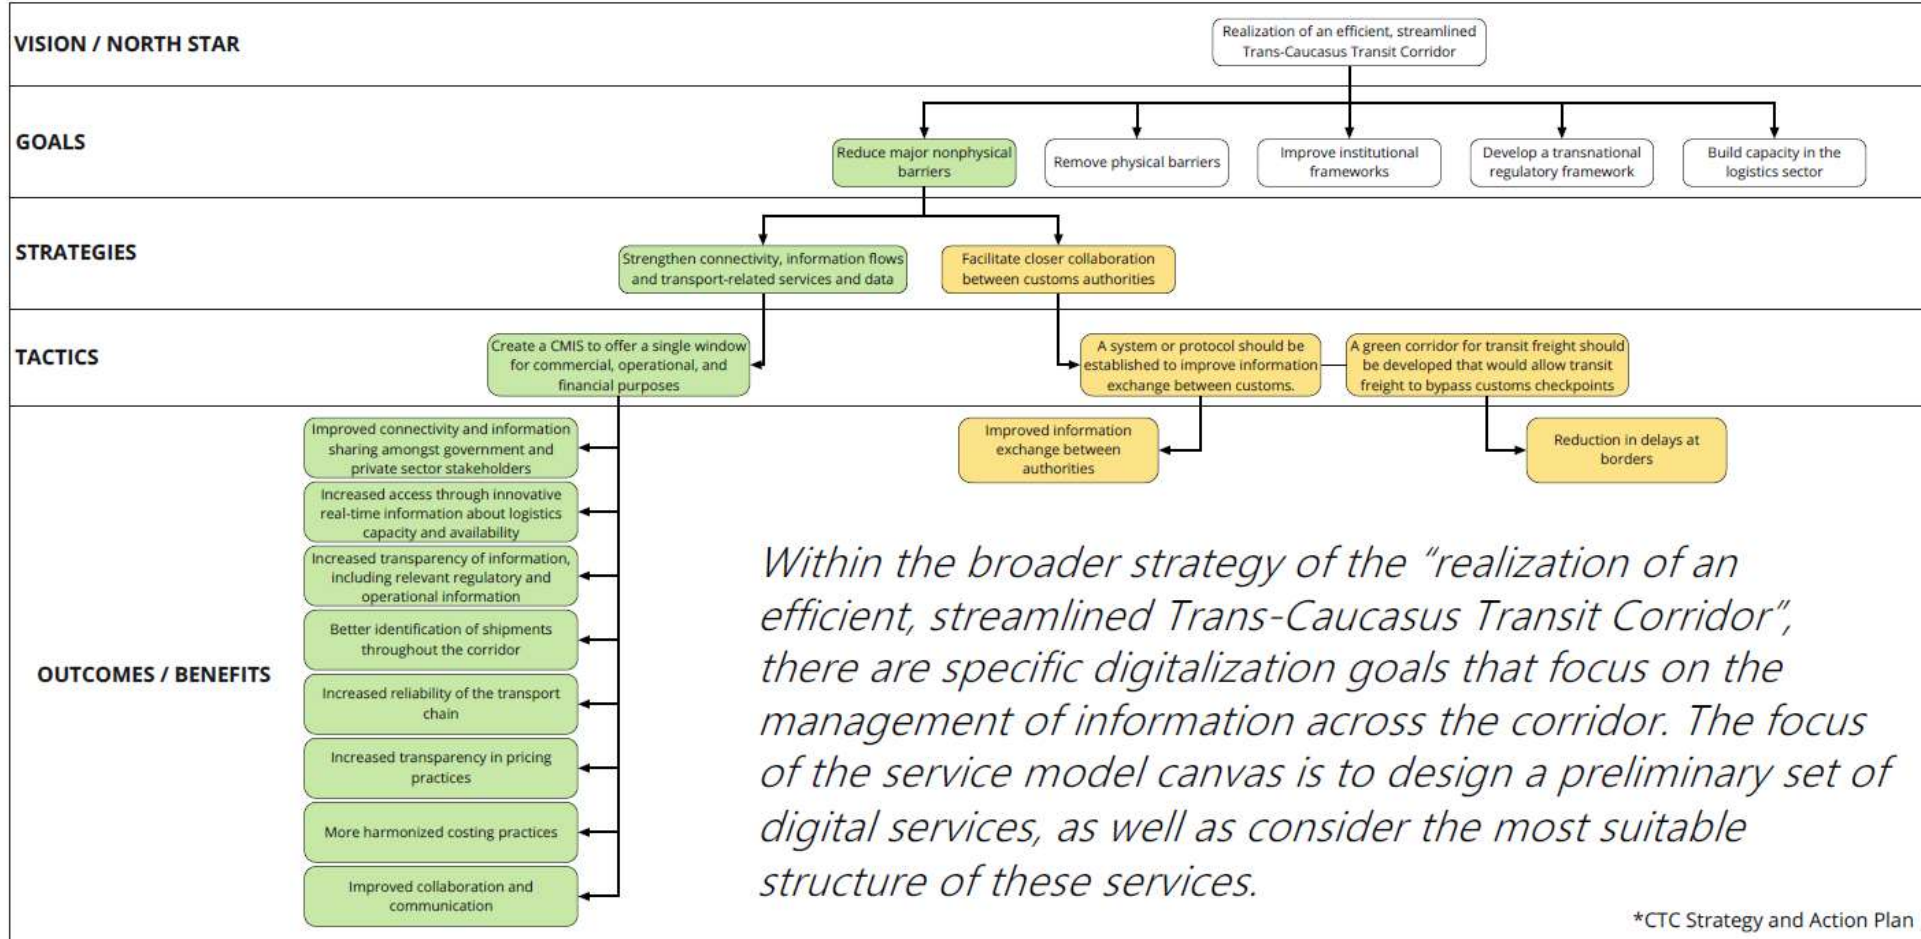 VISION / NORTH STAR
Realization of an efficient, streamlined
Trans-Caucasus Transit Corridor
GOALS
Reduce major nonphysical
barriers
Remove physical barriers
Improve institutional
frameworks
Develop a transnational
regulatory framework
Build capacity in the
logistics sector
STRATEGIES
Strengthen connectivity, information flows
and transport-related services and data
Facilitate closer collaboration
between customs authorities
TACTICS
Create a CMIS to offer a single window
for commercial, operational, and
financial purposes
A system or protocol should be
established to improve information
exchange between customs.
A green corridor for transit freight should
be developed that would allow transit
freight to bypass customs checkpoints
OUTCOMES / BENEFITS
Improved connectivity and information
sharing amongst government and
private sector stakeholders
Increased access through innovative
real-time information about logistics
capacity and availability
Increased transparency of information,
including relevant regulatory and
operational information
Better identification of shipments
throughout the corridor
Increased reliability of the transport
chain
Increased transparency in pricing
practices
More harmonized costing practices
Improved collaboration and
communication
Improved information
exchange between
authorities
Reduction in delays at
borders
Within the broader strategy of the “realization of an
efficient, streamlined Trans-Caucasus Transit Corridor”,
there are specific digitalization goals that focus on the
management of information across the corridor. The focus
of the service model canvas is to design a preliminary set of
digital services, as well as consider the most suitable
structure of these services.
*CTC Strategy and Action Plan